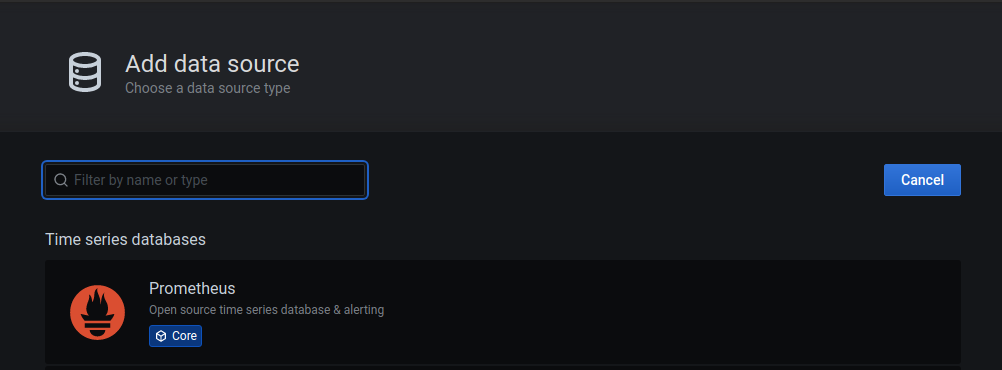 Add data source
Choose a data source type
Filter by name or type
Cancel
Time series databases
Prometheus
Open source time series database & alerting
Core